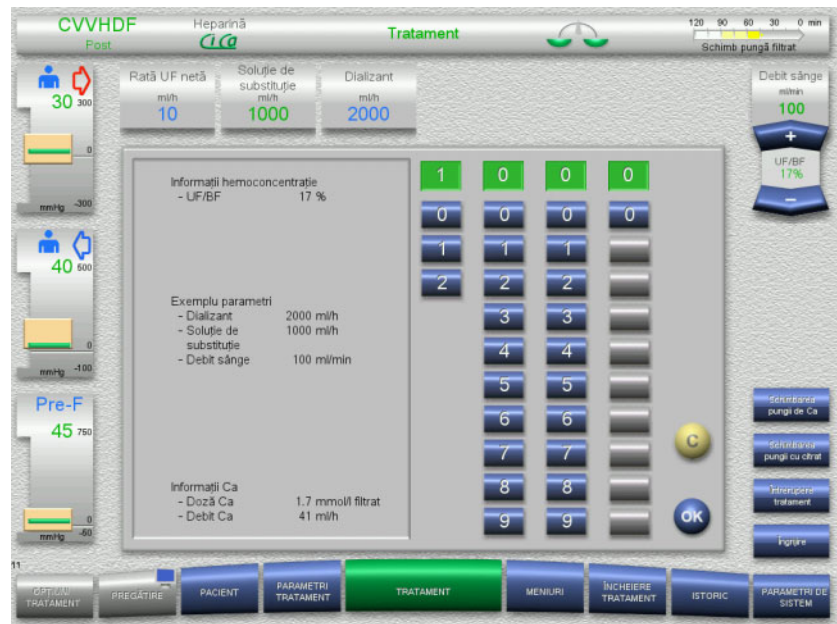 CVVHDF
Post
Heparină
Ci Ca
Tratament
120 90 60 30 0 min
Schimb pungă filtrat
30 300
0
mmHg -300
40 600
0
mmHg -100
Pre-F
45 750
0
mmHg -50
Rată UF netă
ml/h
10
Soluție de
substituție
ml/h
1000
Dializant
ml/h
2000
Debit sânge
ml/min
100
+
UF/BF
17%
−
Informații hemoconcentrație
- UF/BF 17 %
Exemplu parametri
- Dializant 2000 ml/h
- Soluție de 1000 ml/h
substituție
- Debit sânge 100 ml/min
Informații Ca
- Doză Ca 1.7 mmol/l filtrat
- Debit Ca 41 ml/h
1 0 0 0
0 0 0 0
1 1 1
2 2 2
3 3
4 4
5 5
6 6
7 7
8 8
9 9
C
OK
Schimbarea
pungii de Ca
Schimbarea
pungii cu citrat
Întrerupere
tratament
Îngrijire
11
OPȚIUNI
TRATAMENT
PREGĂTIRE
PACIENT
PARAMETRI
TRATAMENT
TRATAMENT
MENIURI
ÎNCHEIERE
TRATAMENT
ISTORIC
PARAMETRI DE
SISTEM